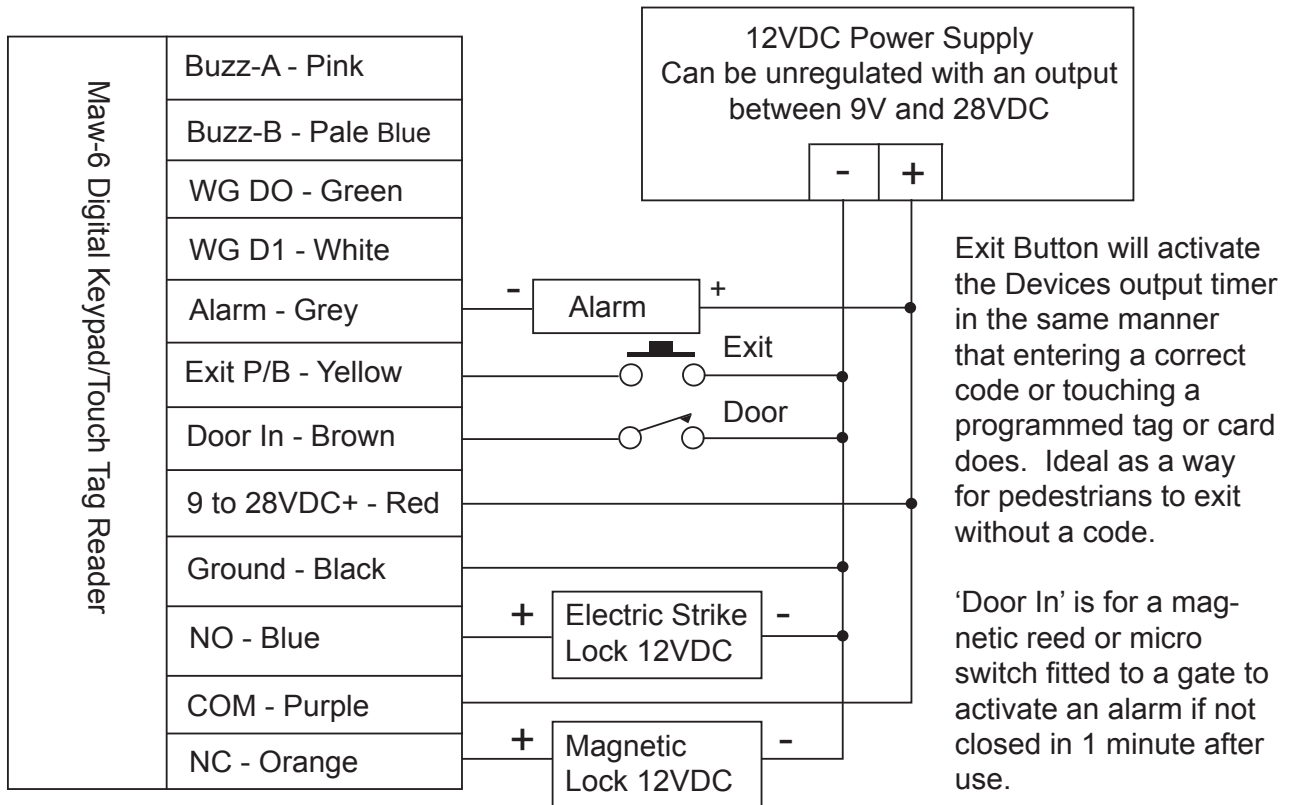 Maw-6 Digital Keypad/Touch Tag Reader
Buzz-A - Pink
Buzz-B - Pale Blue
WG DO - Green
WG D1 - White
Alarm - Grey
Exit P/B - Yellow
Door In - Brown
9 to 28VDC+ - Red
Ground - Black
NO - Blue
COM - Purple
NC - Orange
12VDC Power Supply
Can be unregulated with an output
between 9V and 28VDC
- +
- Alarm +
Exit
Door
+ Electric Strike -
Lock 12VDC
+ Magnetic -
Lock 12VDC
Exit Button will activate
the Devices output timer
in the same manner
that entering a correct
code or touching a
programmed tag or card
does. Ideal as a way
for pedestrians to exit
without a code.
‘Door In’ is for a mag-
netic reed or micro
switch fitted to a gate to
activate an alarm if not
closed in 1 minute after
use.